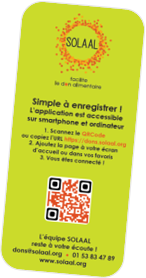 SOLAAL
facilite
le don alimentaire
Simple à enregistrer !
L'application est accessible
sur smartphone et ordinateur
1. Scannez le QRCode
ou copiez l'URL https://dons.solaal.org
2. Ajoutez la page à votre écran
d'accueil ou dans vos favoris
3. Vous êtes connecté !
L'équipe SOLAAL
reste à votre écoute !
dons@solaal.org - 01 53 83 47 89
www.solaal.org